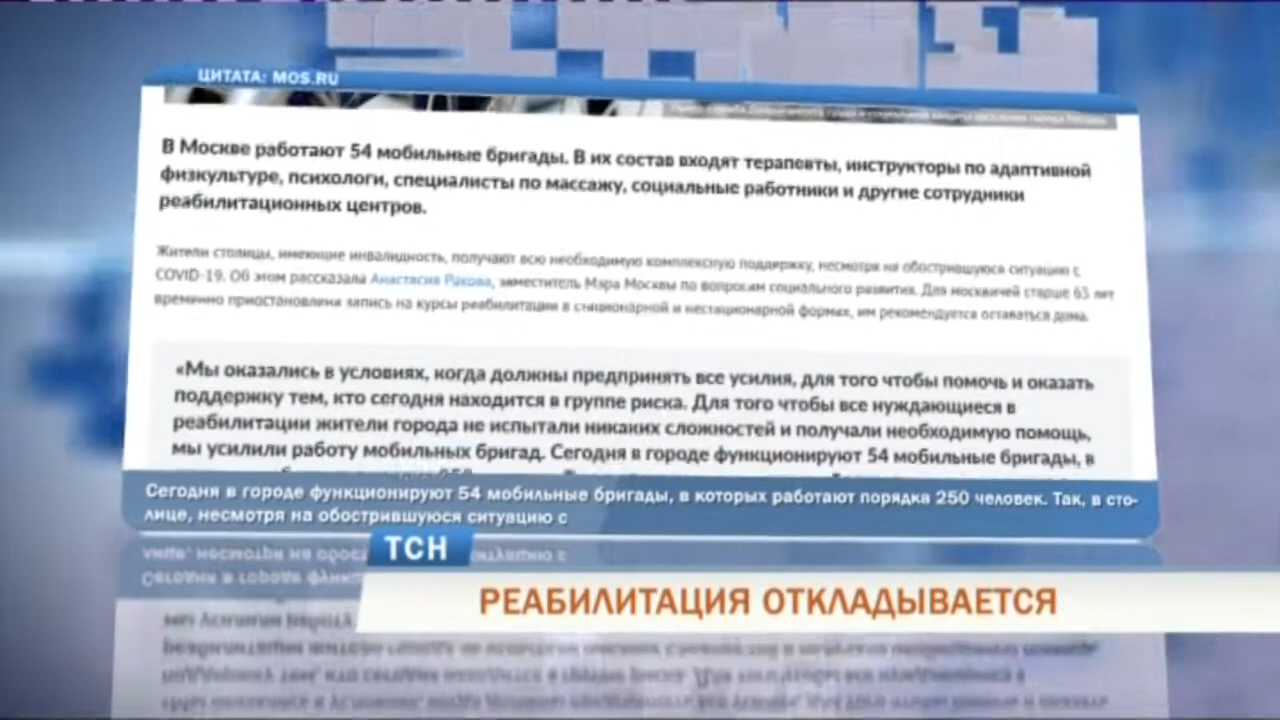 ЦИТАТА: MOS.RU
В Москве работают 54 мобильные бригады. В их состав входят терапевты, инструкторы по адаптивной
физкультуре, психологи, специалисты по массажу, социальные работники и другие сотрудники
реабилитационных центров.
Жители столицы, имеющие инвалидность, получают всю необходимую комплексную поддержку, несмотря на обострившуюся ситуацию с
COVID-19. Об этом рассказала Анастасия Ракова, заместитель Мэра Москвы по вопросам социального развития. Для москвичей старше 65 лет
временно приостановлена запись на курсы реабилитации в стационарной и нестационарной формах, им рекомендуется оставаться дома.
«Мы оказались в условиях, когда должны предпринять все усилия, для того чтобы помочь и оказать
поддержку тем, кто сегодня находится в группе риска. Для того чтобы все нуждающиеся в
реабилитации жители города не испытали никаких сложностей и получали необходимую помощь,
мы усилили работу мобильных бригад. Сегодня в городе функционируют 54 мобильные бригады, в
Сегодня в городе функционируют 54 мобильные бригады, в которых работают порядка 250 человек. Так, в сто-
лице, несмотря на обострившуюся ситуацию с
ТСН
РЕАБИЛИТАЦИЯ ОТКЛАДЫВАЕТСЯ